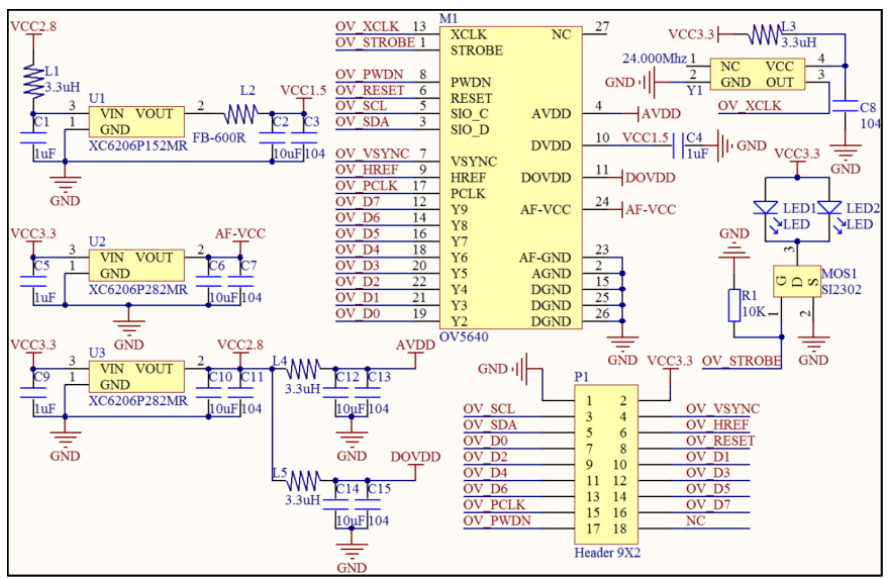 VCC2.8
L1
3.3uH
U1
3 VIN VOUT 2
1 GND
XC6206P152MR
L2
FB-600R
VCC1.5
C1
1uF
C2
10uF
C3
104
GND
VCC3.3
U2
3 VIN VOUT 2
1 GND
XC6206P282MR
AF-VCC
C5
1uF
C6
10uF
C7
104
GND
VCC3.3
U3
3 VIN VOUT 2
1 GND
XC6206P282MR
VCC2.8
C9
1uF
C10
10uF
C11
104
GND
L4
3.3uH
AVDD
C12
10uF
C13
104
GND
L5
3.3uH
DOVDD
C14
10uF
C15
104
GND
M1
OV_XCLK 13 XCLK
OV_STROBE 1 STROBE
OV_PWDN 8 PWDN
OV_RESET 6 RESET
OV_SCL 5 SIO_C
OV_SDA 3 SIO_D
OV_VSYNC 7 VSYNC
OV_HREF 9 HREF
OV_PCLK 17 PCLK
OV_D7 12 Y9
OV_D6 14 Y8
OV_D5 16 Y7
OV_D4 18 Y6
OV_D3 20 Y5
OV_D2 22 Y4
OV_D1 21 Y3
OV_D0 19 Y2
NC 27
AVDD 4 AVDD
DVDD 10 VCC1.5
C4
1uF
GND
DOVDD 11 DOVDD
AF-VCC 24 AF-VCC
AF-GND 23
AGND 2
DGND 15
DGND 25
DGND 26
GND
OV5640
VCC3.3
L3
3.3uH
24.000Mhz
1 NC VCC 4
GND 2 GND OUT 3
Y1
OV_XCLK
C8
104
GND
VCC3.3
LED1
LED
LED2
LED
GND
R1
10K
3
G D S
MOS1
SI2302
1
2
GND
OV_STROBE
GND
P1
VCC3.3
1 2
OV_SCL 3 4 OV_VSYNC
OV_SDA 5 6 OV_HREF
OV_D0 7 8 OV_RESET
OV_D2 9 10 OV_D1
OV_D4 11 12 OV_D3
OV_D6 13 14 OV_D5
OV_PCLK 15 16 OV_D7
OV_PWDN 17 18 NC
Header 9X2